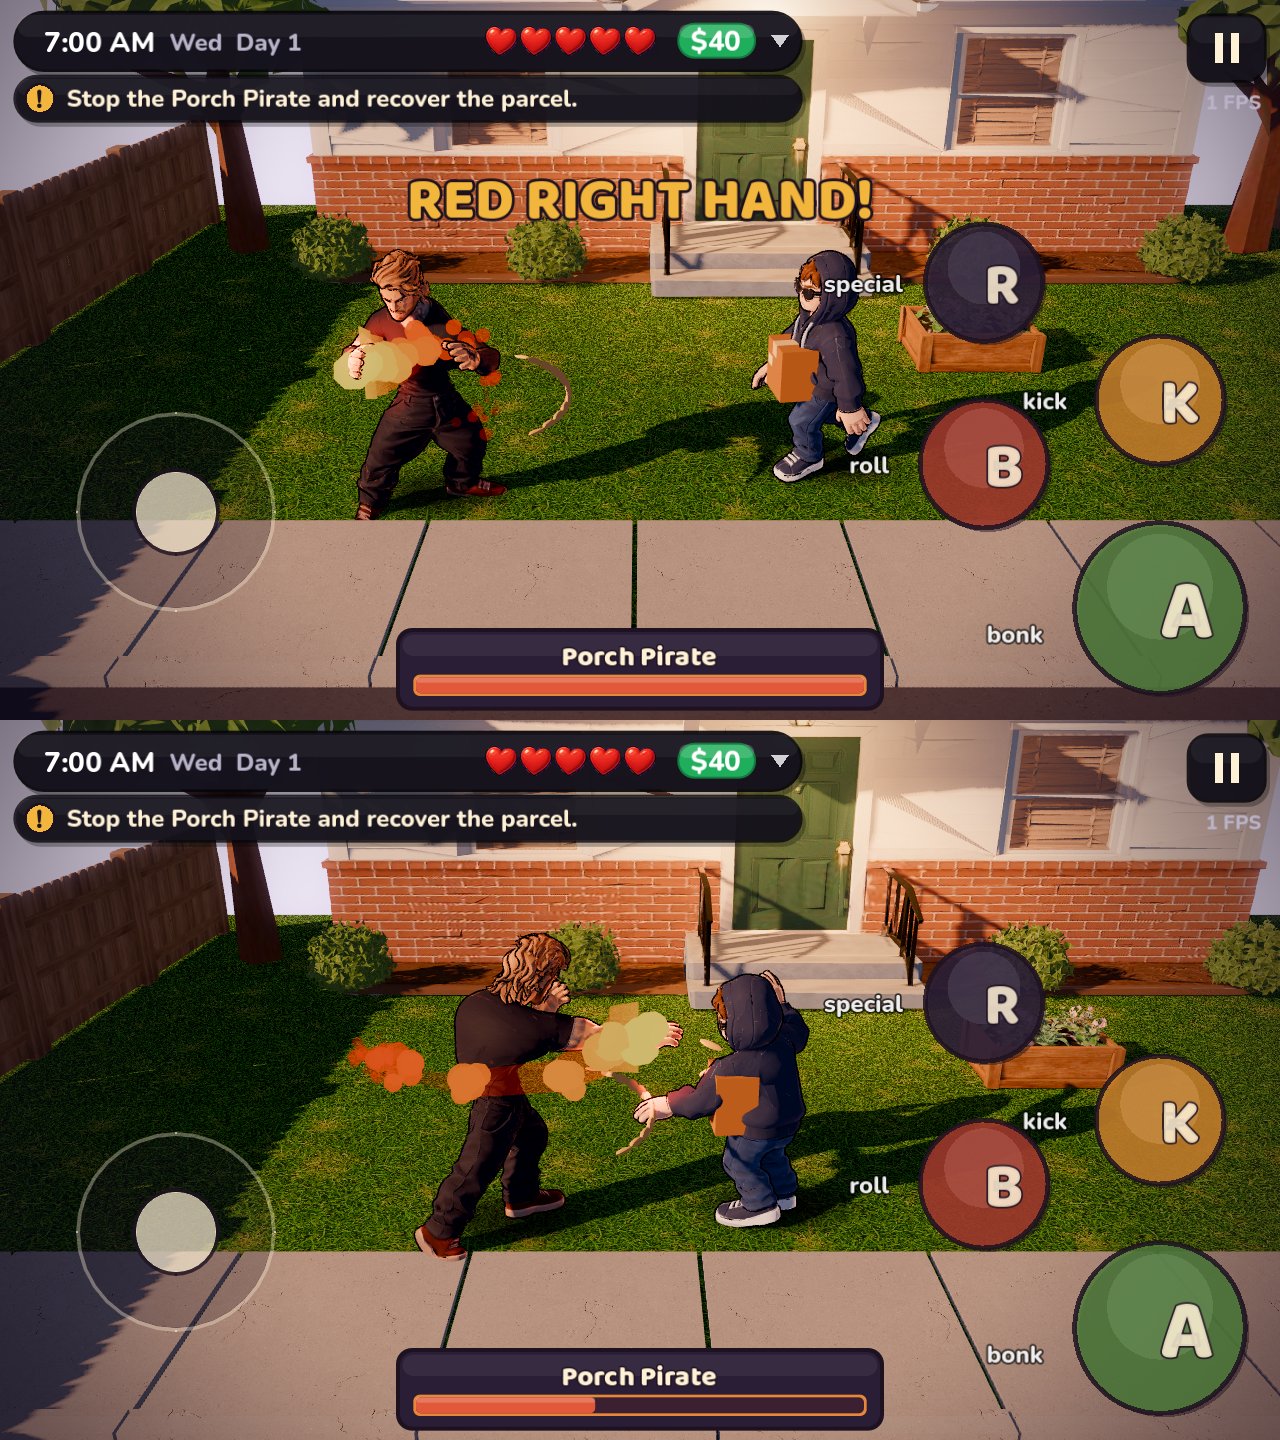 7:00 AM Wed Day 1 $40
! Stop the Porch Pirate and recover the parcel.
1 FPS
RED RIGHT HAND!
special R
kick K
roll B
bonk A
Porch Pirate
7:00 AM Wed Day 1 $40
! Stop the Porch Pirate and recover the parcel.
1 FPS
special R
kick K
roll B
bonk A
Porch Pirate